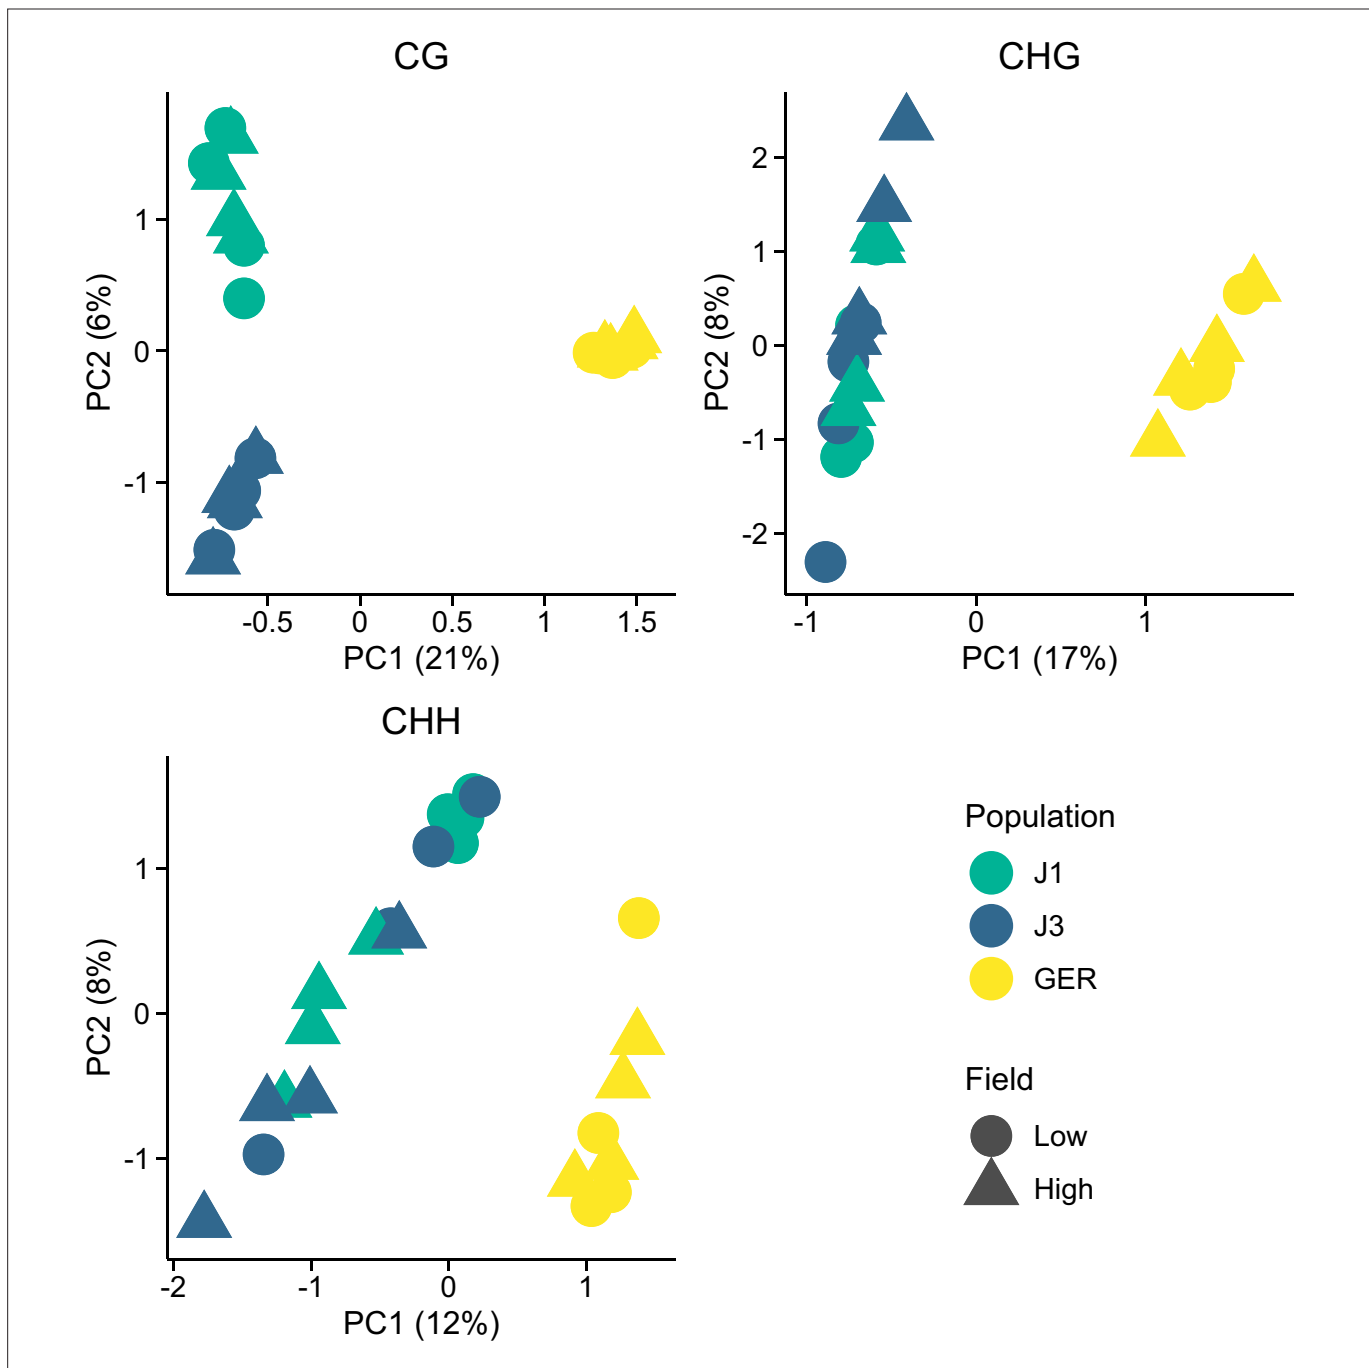 CG
1
0
-1
PC2 (6%)
-0.5 0 0.5 1 1.5
PC1 (21%)
CHG
2
1
0
-1
-2
PC2 (8%)
-1 0 1
PC1 (17%)
CHH
1
0
-1
PC2 (8%)
-2 -1 0 1
PC1 (12%)
Population
J1
J3
GER
Field
Low
High